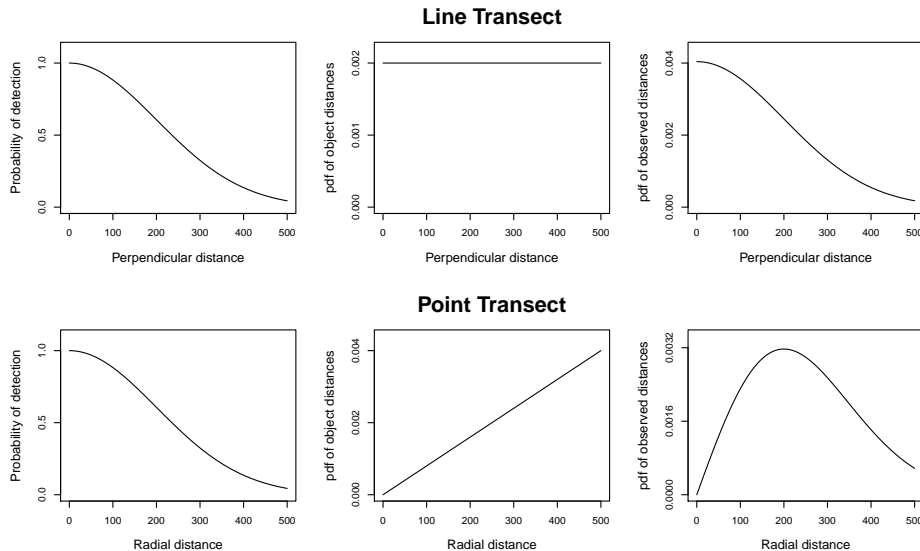 Line Transect
Probability of detection
0.0 0.5 1.0
0 100 200 300 400 500
Perpendicular distance
pdf of object distances
0.000 0.001 0.002
0 100 200 300 400 500
Perpendicular distance
pdf of observed distances
0.000 0.002 0.004
0 100 200 300 400 500
Perpendicular distance
Point Transect
Probability of detection
0.0 0.5 1.0
0 100 200 300 400 500
Radial distance
pdf of object distances
0.000 0.002 0.004
0 100 200 300 400 500
Radial distance
pdf of observed distances
0.0000 0.0016 0.0032
0 100 200 300 400 500
Radial distance